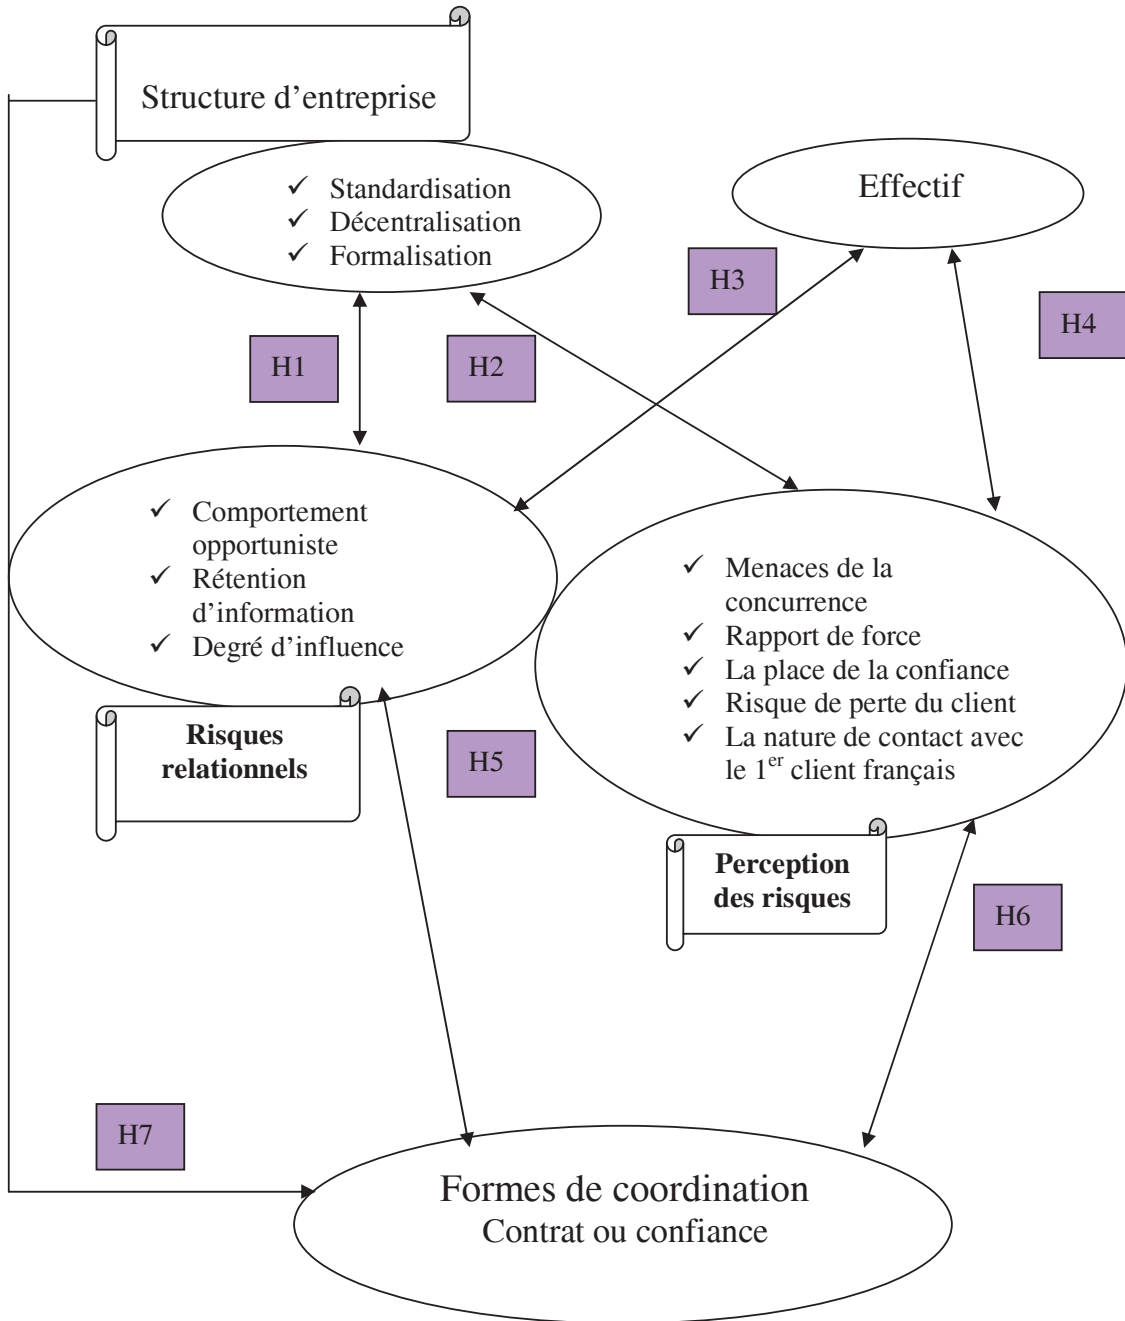 Structure d'entreprise
✓ Standardisation
✓ Décentralisation
✓ Formalisation
Effectif
H3
H4
H1
H2
✓ Comportement
opportuniste
✓ Rétention
d'information
✓ Degré d'influence
✓ Menaces de la
concurrence
✓ Rapport de force
✓ La place de la confiance
✓ Risque de perte du client
✓ La nature de contact avec
le 1er client français
Risques
relationnels
H5
Perception
des risques
H6
H7
Formes de coordination
Contrat ou confiance